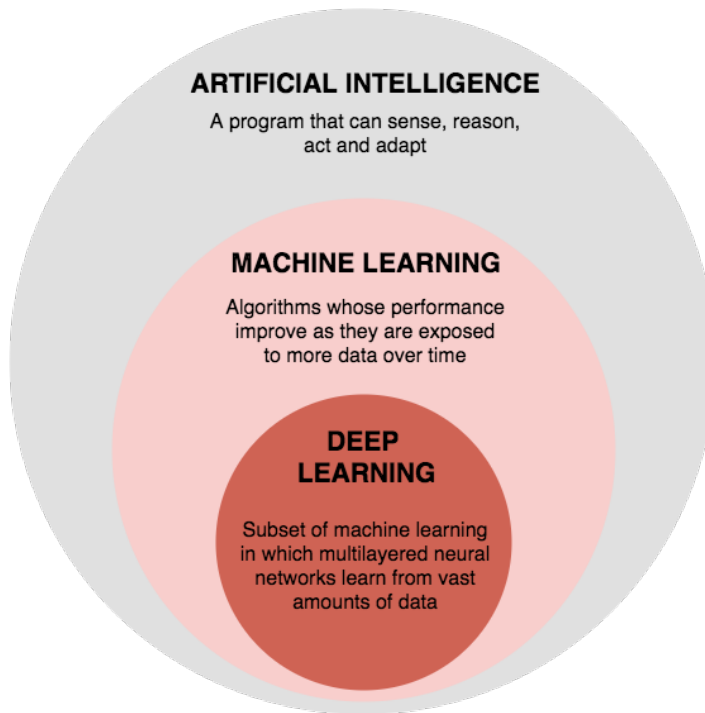 ARTIFICIAL INTELLIGENCE
A program that can sense, reason,
act and adapt
MACHINE LEARNING
Algorithms whose performance
improve as they are exposed
to more data over time
DEEP
LEARNING
Subset of machine learning
in which multilayered neural
networks learn from vast
amounts of data